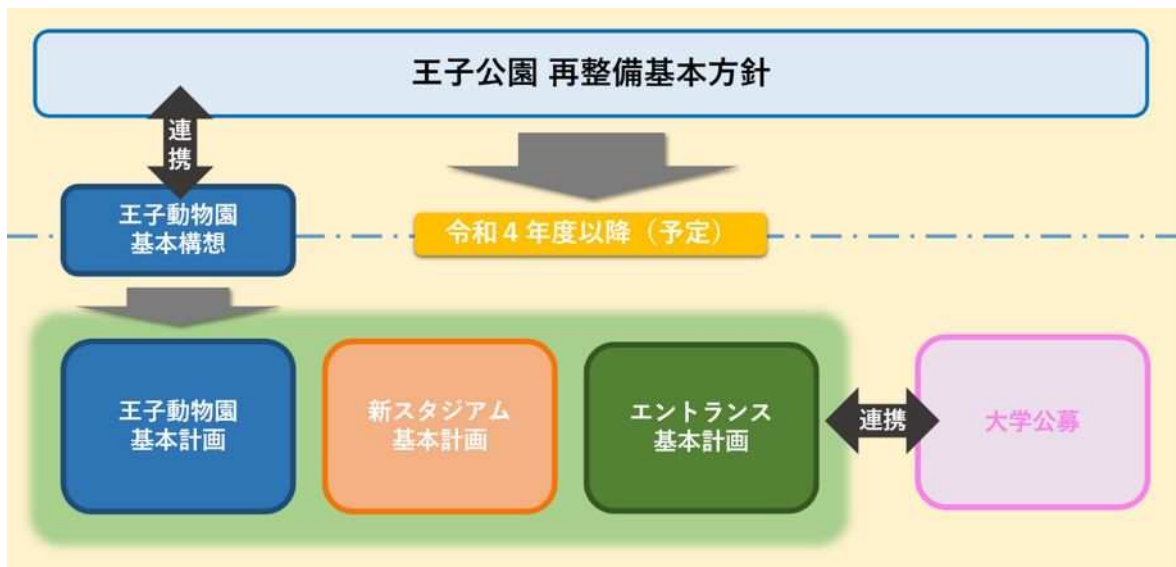 王子公園 再整備基本方針
連
携
王子動物園
基本構想
令和4年度以降（予定）
王子動物園
基本計画
新スタジアム
基本計画
エントランス
基本計画
連携
大学公募